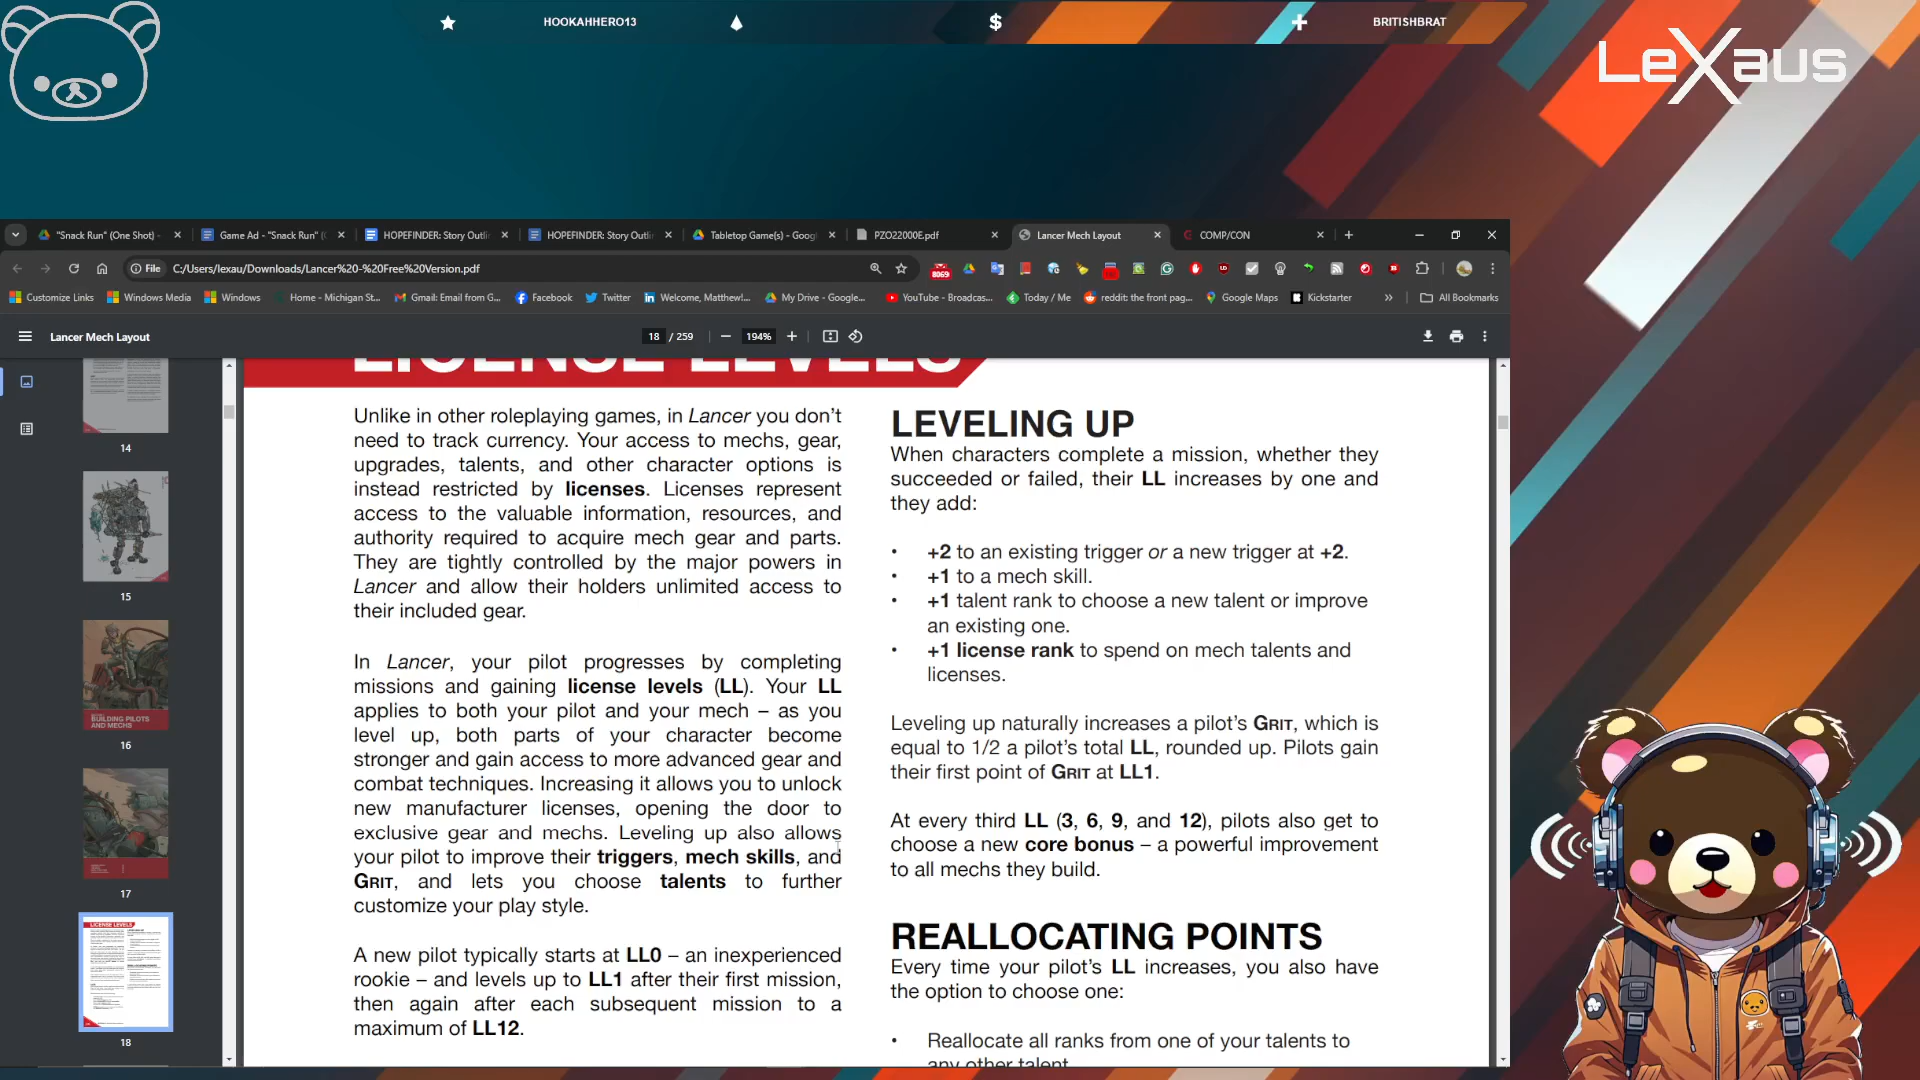 HOOKAHHERO13
$
BRITISHBRAT
LeXaus
"Snack Run" (One Shot) -
Game Ad - "Snack Run" (
HOPEFINDER: Story Outli
HOPEFINDER: Story Outli
Tabletop Game(s) - Goog
PZO22000E.pdf
Lancer Mech Layout
COMP/CON
File
C:/Users/lexau/Downloads/Lancer%20-%20Free%20Version.pdf
8069
Customize Links
Windows Media
Windows
Home - Michigan St...
Gmail: Email from G...
Facebook
Twitter
Welcome, Matthew!...
My Drive - Google...
YouTube - Broadcas...
Today / Me
reddit: the front pag...
Google Maps
Kickstarter
All Bookmarks
Lancer Mech Layout
18 / 259
194%
14
15
BUILDING PILOTS
AND MECHS
16
17
LICENSE LEVELS
18
LICENSE LEVELS
Unlike in other roleplaying games, in Lancer you don't
need to track currency. Your access to mechs, gear,
upgrades, talents, and other character options is
instead restricted by licenses. Licenses represent
access to the valuable information, resources, and
authority required to acquire mech gear and parts.
They are tightly controlled by the major powers in
Lancer and allow their holders unlimited access to
their included gear.
In Lancer, your pilot progresses by completing
missions and gaining license levels (LL). Your LL
applies to both your pilot and your mech – as you
level up, both parts of your character become
stronger and gain access to more advanced gear and
combat techniques. Increasing it allows you to unlock
new manufacturer licenses, opening the door to
exclusive gear and mechs. Leveling up also allows
your pilot to improve their triggers, mech skills, and
GRIT, and lets you choose talents to further
customize your play style.
A new pilot typically starts at LL0 – an inexperienced
rookie – and levels up to LL1 after their first mission,
then again after each subsequent mission to a
maximum of LL12.
LEVELING UP
When characters complete a mission, whether they
succeeded or failed, their LL increases by one and
they add:
• +2 to an existing trigger or a new trigger at +2.
• +1 to a mech skill.
• +1 talent rank to choose a new talent or improve
an existing one.
• +1 license rank to spend on mech talents and
licenses.
Leveling up naturally increases a pilot's GRIT, which is
equal to 1/2 a pilot's total LL, rounded up. Pilots gain
their first point of GRIT at LL1.
At every third LL (3, 6, 9, and 12), pilots also get to
choose a new core bonus – a powerful improvement
to all mechs they build.
REALLOCATING POINTS
Every time your pilot's LL increases, you also have
the option to choose one:
• Reallocate all ranks from one of your talents to
any other talent